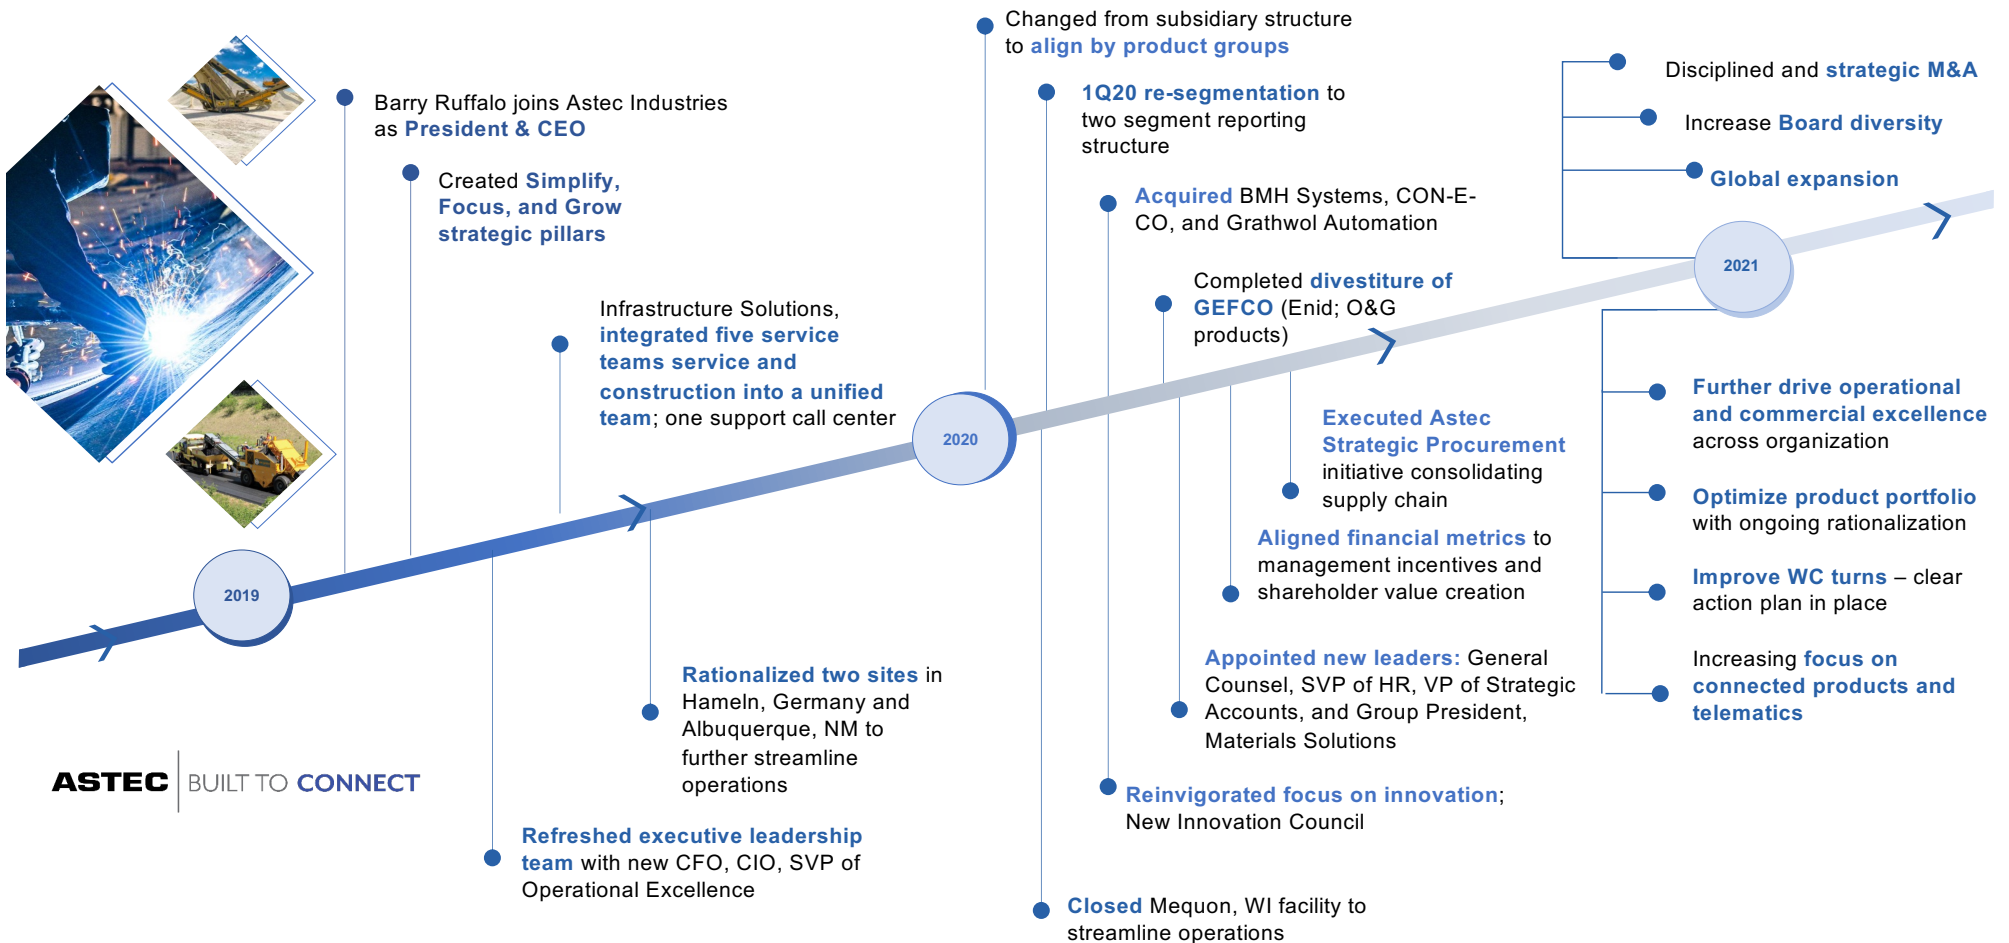 Barry Ruffalo joins Astec Industries
as President & CEO
Created Simplify,
Focus, and Grow
strategic pillars
Infrastructure Solutions,
integrated five service
teams service and
construction into a unified
team; one support call center
2019
Rationalized two sites in
Hameln, Germany and
Albuquerque, NM to
further streamline
operations
Refreshed executive leadership
team with new CFO, CIO, SVP of
Operational Excellence
ASTEC BUILT TO CONNECT
Changed from subsidiary structure
to align by product groups
1Q20 re-segmentation to
two segment reporting
structure
Acquired BMH Systems, CON-E-
CO, and Grathwol Automation
Completed divestiture of
GEFCO (Enid; O&G
products)
2020
Executed Astec
Strategic Procurement
initiative consolidating
supply chain
Aligned financial metrics to
management incentives and
shareholder value creation
Appointed new leaders: General
Counsel, SVP of HR, VP of Strategic
Accounts, and Group President,
Materials Solutions
Reinvigorated focus on innovation;
New Innovation Council
Closed Mequon, WI facility to
streamline operations
Disciplined and strategic M&A
Increase Board diversity
Global expansion
2021
Further drive operational
and commercial excellence
across organization
Optimize product portfolio
with ongoing rationalization
Improve WC turns – clear
action plan in place
Increasing focus on
connected products and
telematics